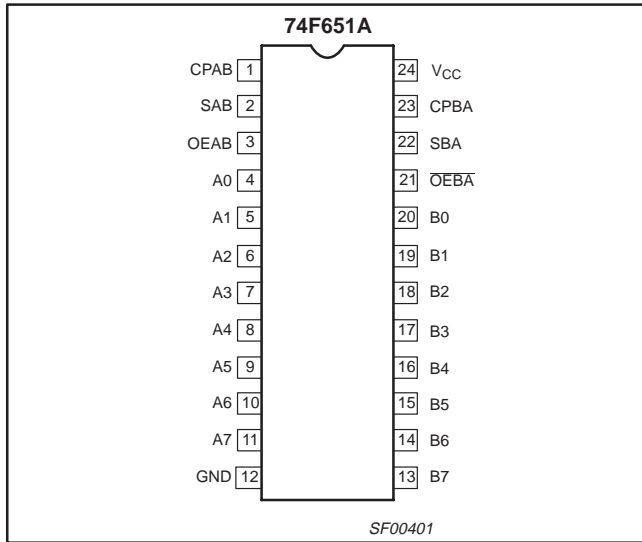 74F651A
CPAB 1 24 VCC
SAB 2 23 CPBA
OEAB 3 22 SBA
A0 4 21 OEBA
A1 5 20 B0
A2 6 19 B1
A3 7 18 B2
A4 8 17 B3
A5 9 16 B4
A6 10 15 B5
A7 11 14 B6
GND 12 13 B7
SF00401